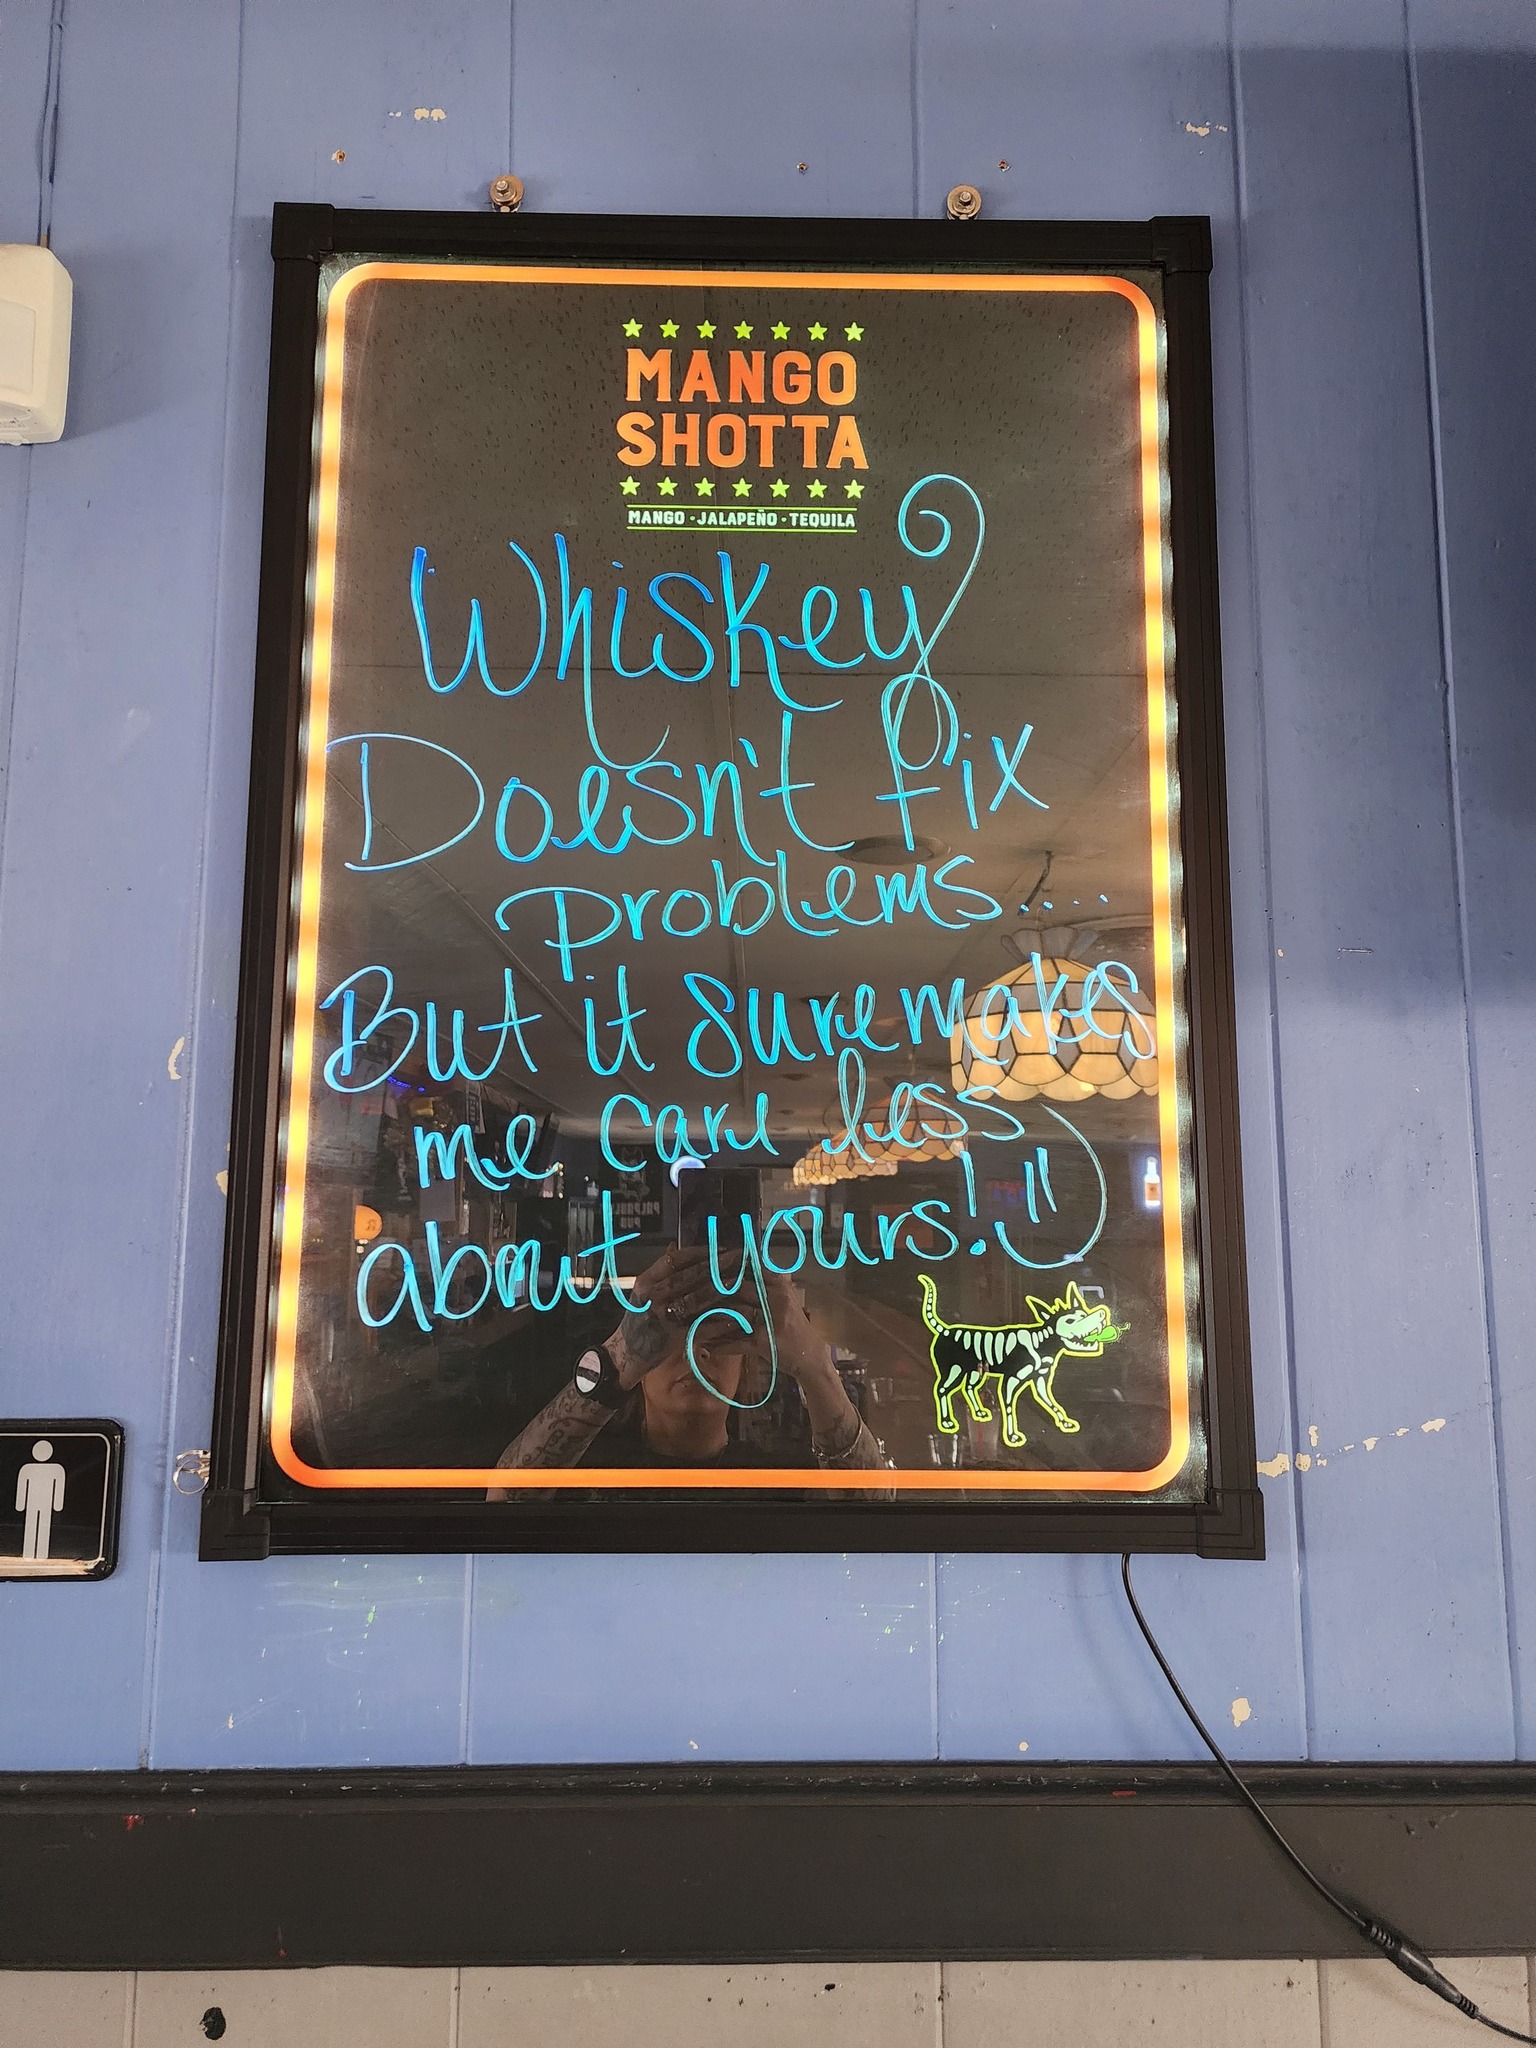 MANGO
SHOTTA
MANGO · JALAPEÑO · TEQUILA
Whiskey
Doesn't fix
problems....
But it sure makes
me care less
about yours!